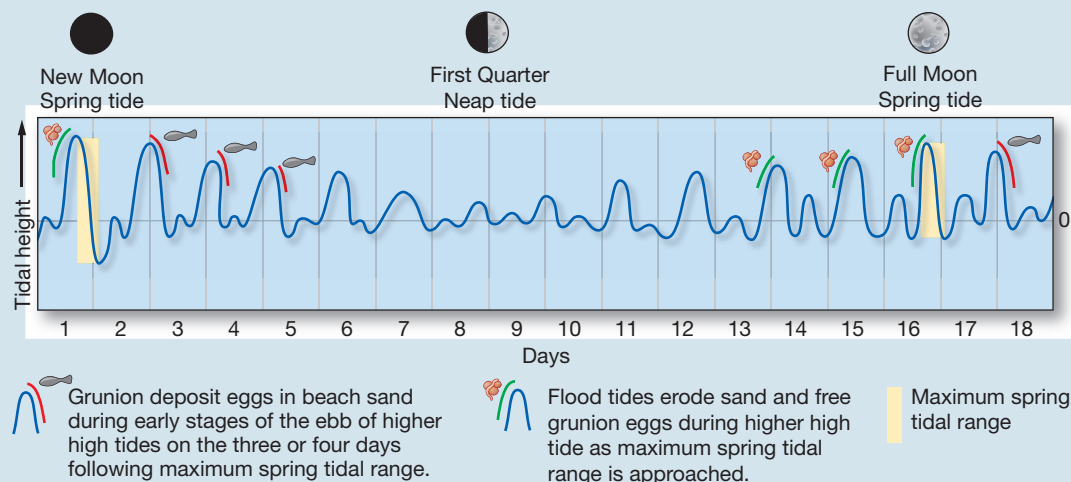 New Moon
Spring tide
First Quarter
Neap tide
Full Moon
Spring tide
Tidal height
0
1 2 3 4 5 6 7 8 9 10 11 12 13 14 15 16 17 18
Days
Grunion deposit eggs in beach sand
during early stages of the ebb of higher
high tides on the three or four days
following maximum spring tidal range.
Flood tides erode sand and free
grunion eggs during higher high
tide as maximum spring tidal
range is approached.
Maximum spring
tidal range